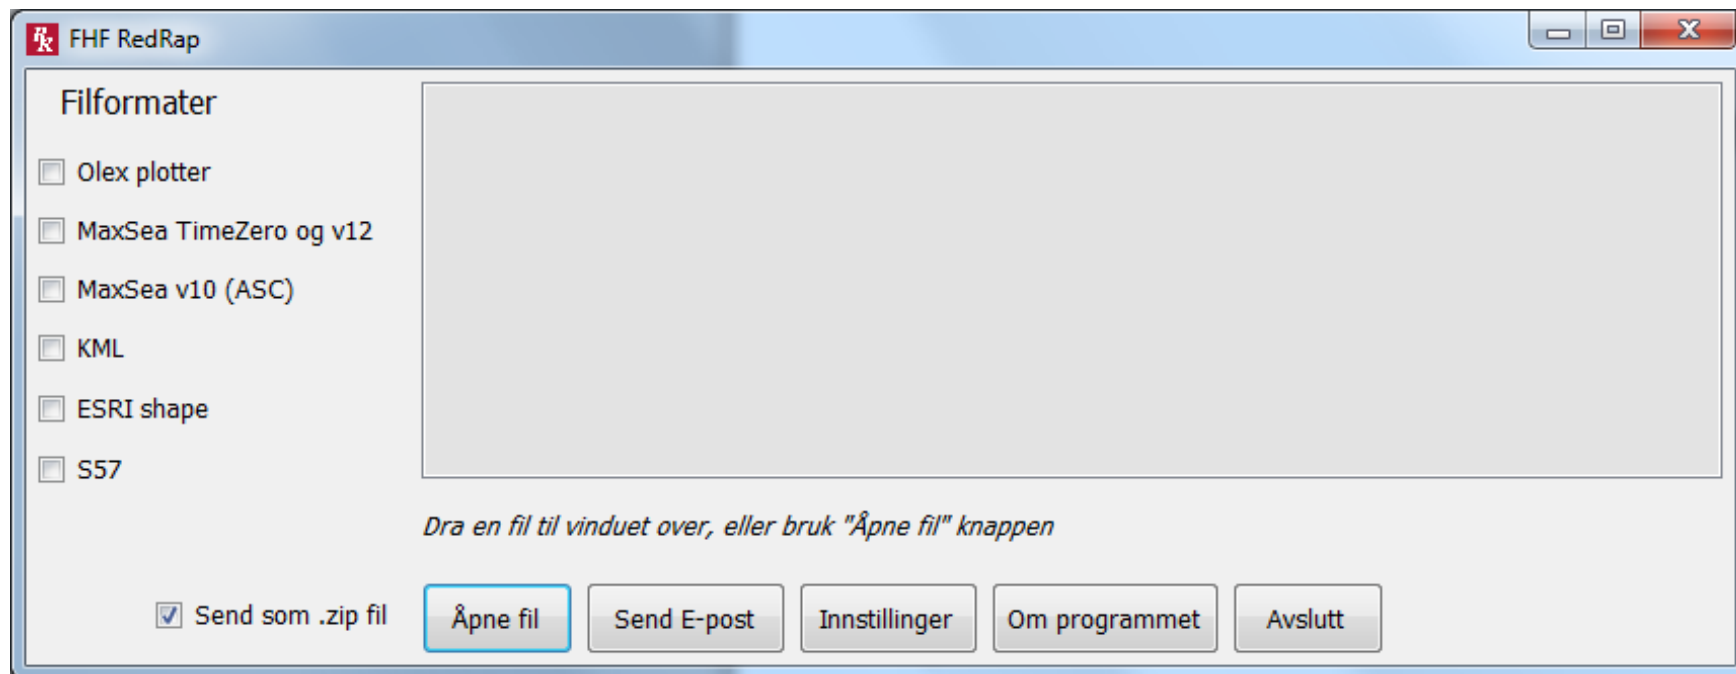 FHF RedRap
Filformater
Olex plotter
MaxSea TimeZero og v12
MaxSea v10 (ASC)
KML
ESRI shape
S57
Dra en fil til vinduet over, eller bruk "Åpne fil" knappen
Send som .zip fil
Åpne fil
Send E-post
Innstillinger
Om programmet
Avslutt